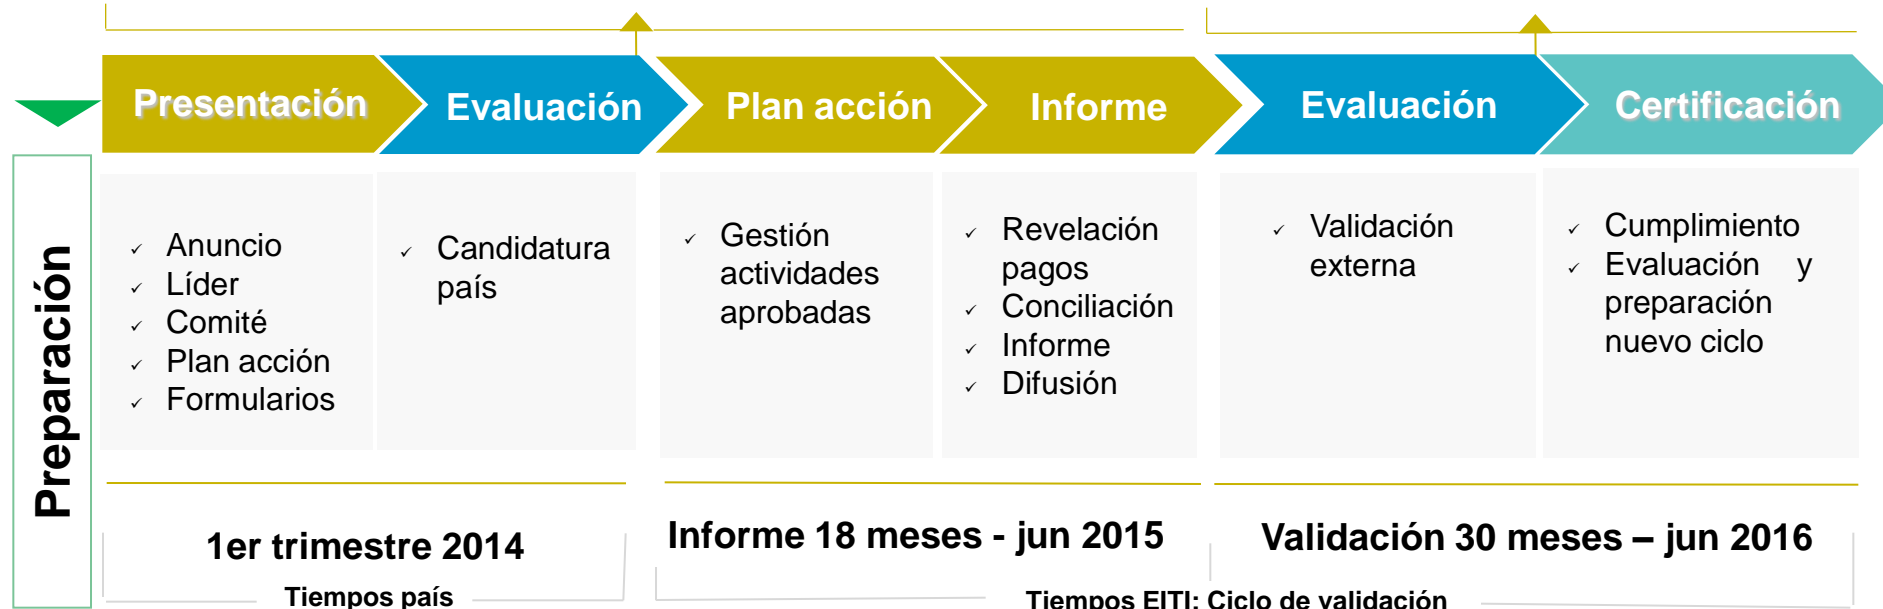 Presentación
Evaluación
Plan acción
Informe
Evaluación
Certificación
Preparación
✓ Anuncio
✓ Líder
✓ Comité
✓ Plan acción
✓ Formularios
✓ Candidatura
país
✓ Gestión
actividades
aprobadas
✓ Revelación
pagos
✓ Conciliación
✓ Informe
✓ Difusión
✓ Validación
externa
✓ Cumplimiento
✓ Evaluación y
preparación
nuevo ciclo
1er trimestre 2014
Informe 18 meses - jun 2015
Validación 30 meses – jun 2016
Tiempos país
Tiempos EITI: Ciclo de validación